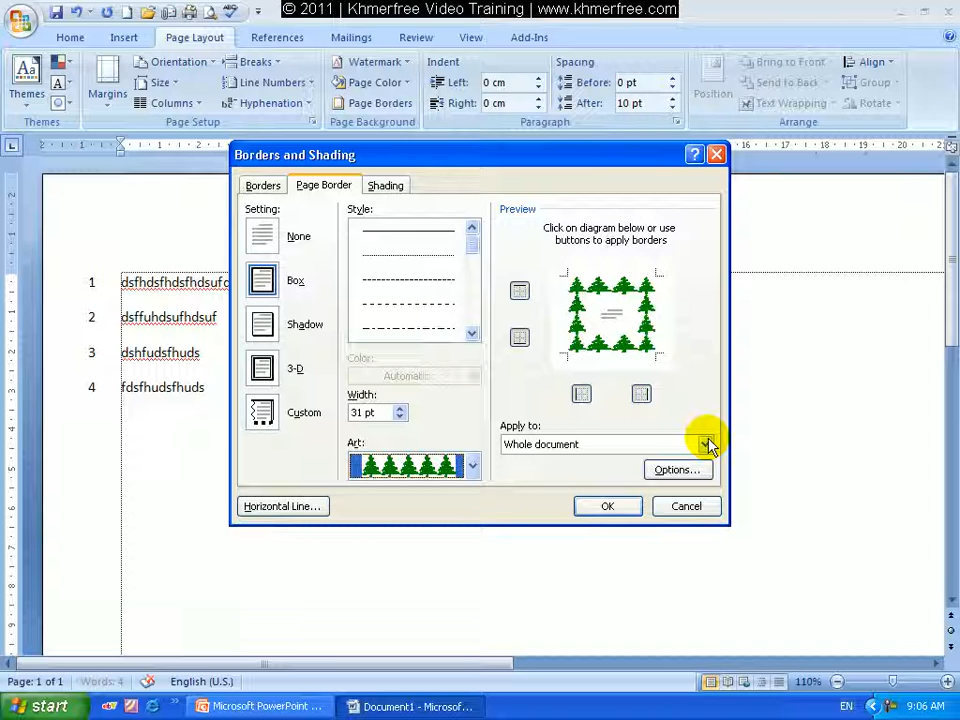 © 2011 | Khmerfree Video Training | www.khmerfree.com
Home Insert Page Layout References Mailings Review View Add-Ins
Themes
Margins
Orientation
Size
Columns
Breaks
Line Numbers
Hyphenation
Watermark
Page Color
Page Borders
Indent
Left: 0 cm
Right: 0 cm
Spacing
Before: 0 pt
After: 10 pt
Position
Bring to Front
Send to Back
Text Wrapping
Align
Group
Rotate
Themes Page Setup Page Background Paragraph Arrange
Borders and Shading
Borders Page Border Shading
Setting:
None
Box
Shadow
3-D
Custom
Style:
Color:
Automatic
Width:
31 pt
Art:
Preview
Click on diagram below or use
buttons to apply borders
Apply to:
Whole document
Options...
Horizontal Line...
OK
Cancel
1
2 dsffuhdsufhdsuf
3 dshfudsfhuds
4 fdsfhudsfhuds
Page: 1 of 1 Words: 4 English (U.S.) 110%
start Microsoft PowerPoint ... Document1 - Microsof... EN 9:06 AM